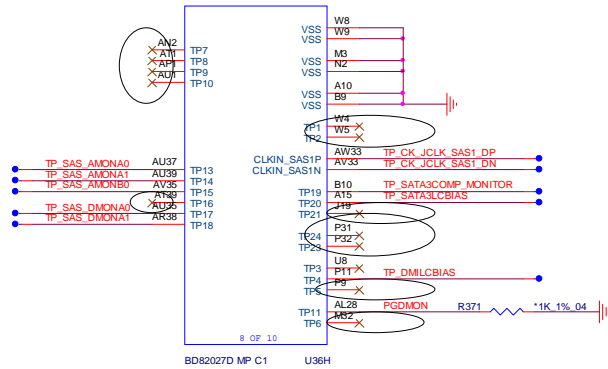 AN2 TP7
AT1 TP8
AP1 TP9
AU1 TP10
TP_SAS_AMONA0 AU37 TP13
TP_SAS_AMONA1 AU39 TP14
TP_SAS_AMONB0 AV35 TP15
AT39 TP16
TP_SAS_DMONA0 AU35 TP17
TP_SAS_DMONA1 AR38 TP18
VSS W8
VSS W9
VSS M3
VSS N2
VSS A10
VSS B9
TP1 W4
TP2 W5
CLKIN_SAS1P AW33 TP_CK_JCLK_SAS1_DP
CLKIN_SAS1N AV33 TP_CK_JCLK_SAS1_DN
TP19 B10 TP_SATA3COMP_MONITOR
TP20 A15 TP_SATA3LCBIAS
TP21 J19
TP24 P31
TP23 P32
TP3 U8
TP4 P11 TP_DMILCBIAS
TP5 P9
TP11 AL28 PGDMON R371 *1K_1%_04
TP6 M32
8 OF 10
BD82027D MP C1 U36H